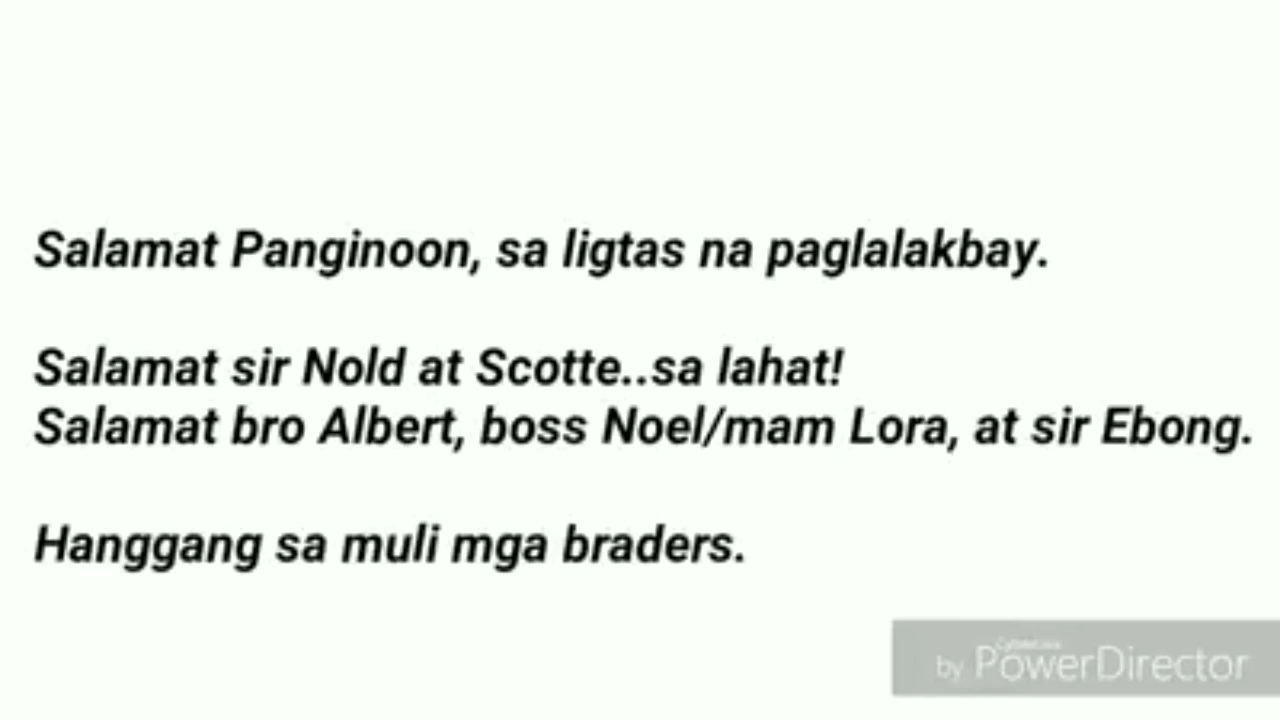 Salamat Panginoon, sa ligtas na paglalakbay.
Salamat sir Nold at Scotte..sa lahat!
Salamat bro Albert, boss Noel/mam Lora, at sir Ebong.
Hanggang sa muli mga braders.
CyberLink
by PowerDirector